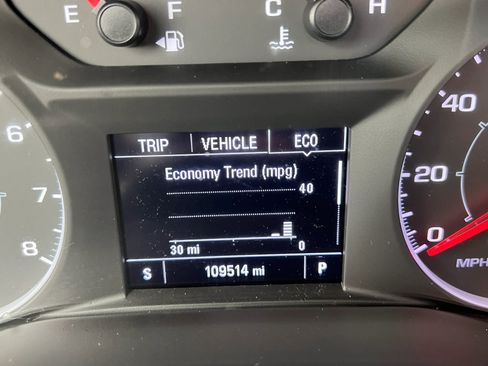 E F C H
TRIP VEHICLE ECO
Economy Trend (mpg)
40
30 mi 0
S 109514 mi P
6
7
8
40
20
0
MPH